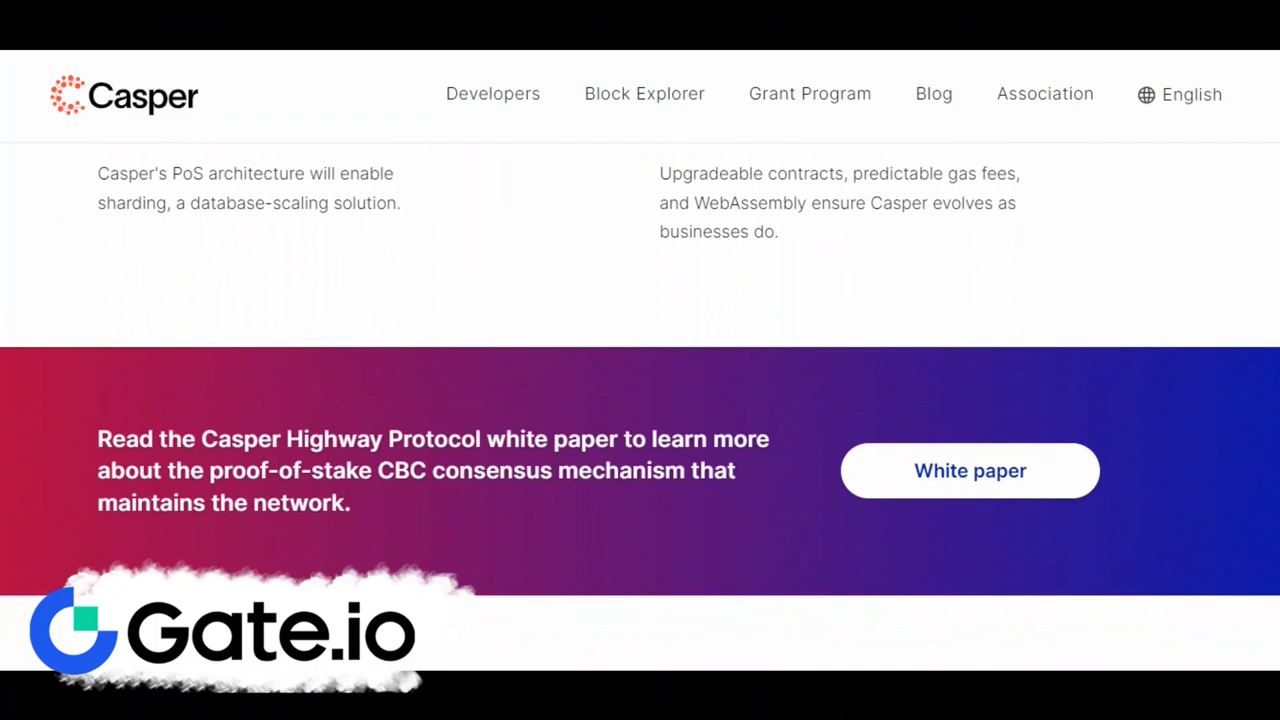 Casper
Developers
Block Explorer
Grant Program
Blog
Association
English
Casper's PoS architecture will enable
sharding, a database-scaling solution.
Upgradeable contracts, predictable gas fees,
and WebAssembly ensure Casper evolves as
businesses do.
Read the Casper Highway Protocol white paper to learn more
about the proof-of-stake CBC consensus mechanism that
maintains the network.
White paper
Gate.io